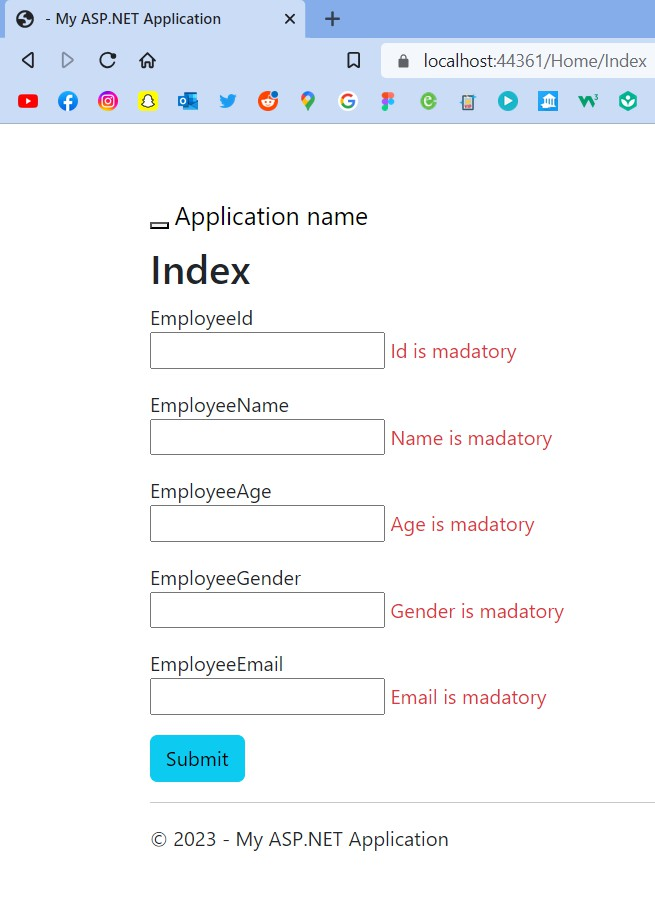 - My ASP.NET Application
localhost:44361/Home/Index
Application name
Index
EmployeeId
Id is madatory
EmployeeName
Name is madatory
EmployeeAge
Age is madatory
EmployeeGender
Gender is madatory
EmployeeEmail
Email is madatory
Submit
© 2023 - My ASP.NET Application